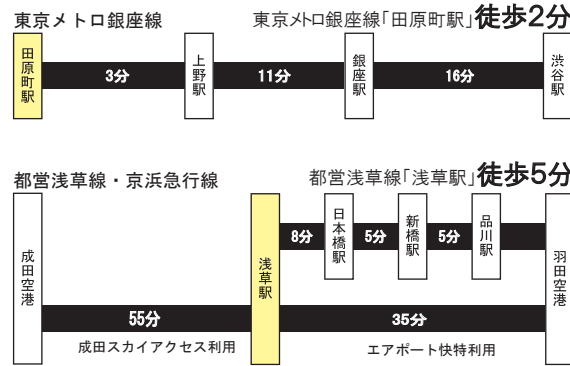 東京メトロ銀座線
東京メトロ銀座線「田原町駅」徒歩2分
田原町駅
3分
上野駅
11分
銀座駅
16分
渋谷駅
都営浅草線・京浜急行線
都営浅草線「浅草駅」徒歩5分
成田空港
55分
成田スカイアクセス利用
浅草駅
8分
日本橋駅
5分
新橋駅
5分
品川駅
35分
エアポート快特利用
羽田空港